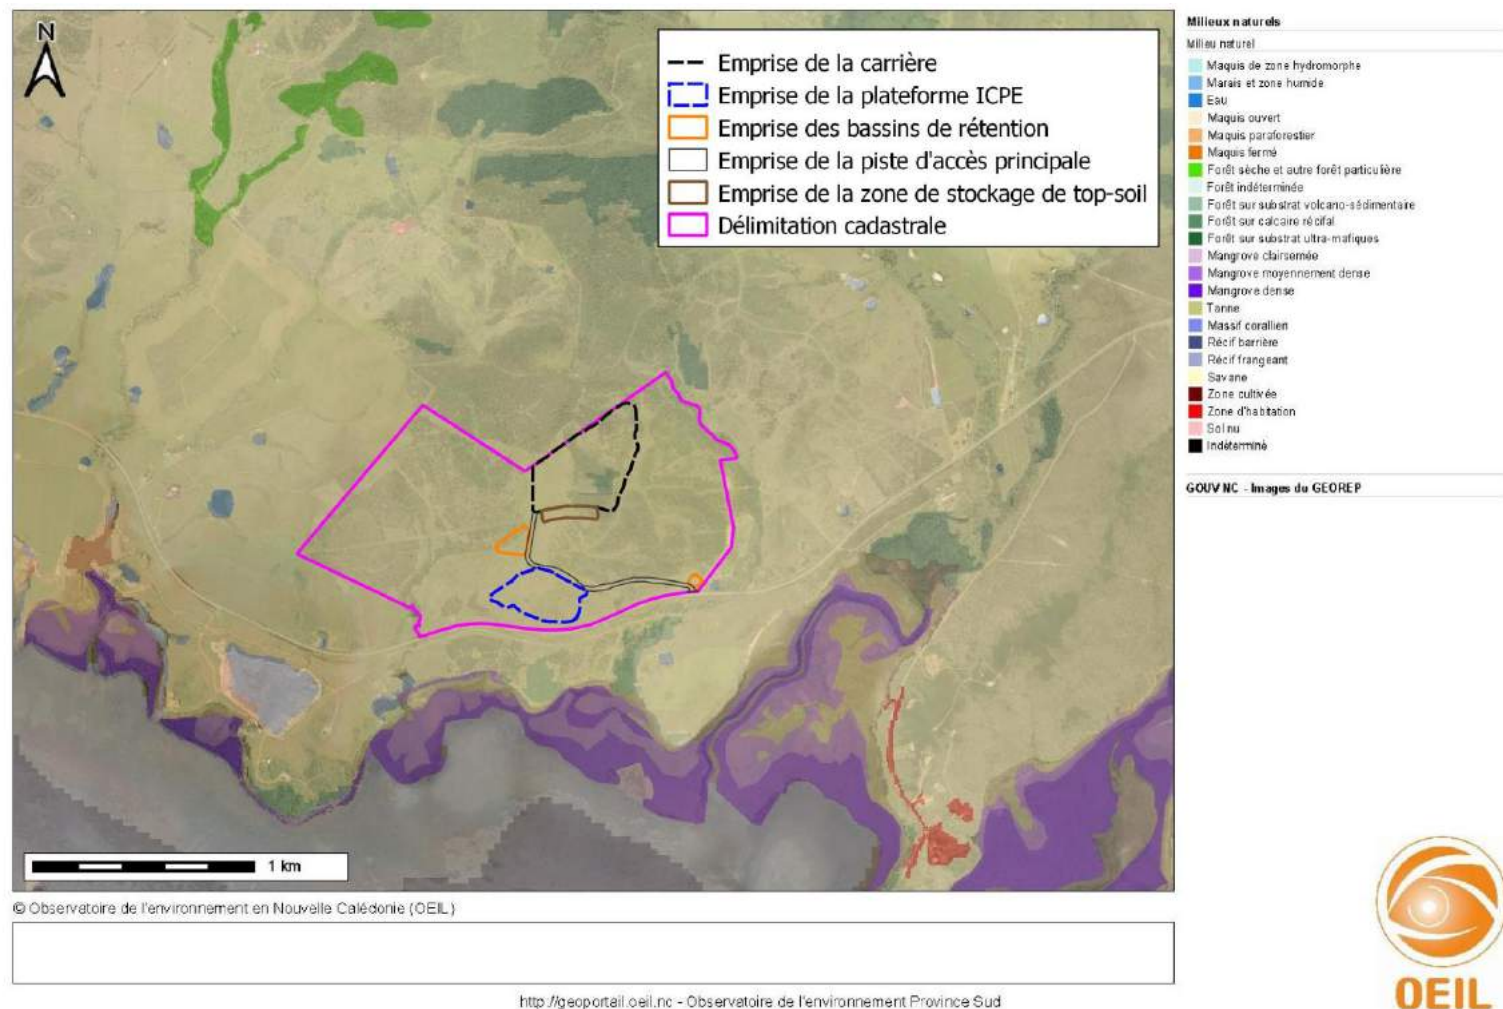 N
Emprise de la carrière
Emprise de la plateforme ICPE
Emprise des bassins de rétention
Emprise de la piste d'accès principale
Emprise de la zone de stockage de top-soil
Délimitation cadastrale
1 km
Milieux naturels
Milieu naturel
Maquis de zone hydromorphe
Marais et zone humide
Eau
Maquis ouvert
Maquis paraforestier
Maquis fermé
Forêt sèche et autre forêt particulière
Forêt indéterminée
Forêt sur substrat volcano-sédimentaire
Forêt sur calcaire récifal
Forêt sur substrat ultra-mafiques
Mangrove clairsemée
Mangrove moyennement dense
Mangrove dense
Tanne
Massif corallien
Récif barrière
Récif frangeant
Savane
Zone cultivée
Zone d'habitation
Sol nu
Indéterminé
GOUV NC - Images du GEOREP
© Observatoire de l'environnement en Nouvelle Calédonie (OEIL)
http://geoportail.oeil.nc - Observatoire de l'environnement Province Sud
OEIL